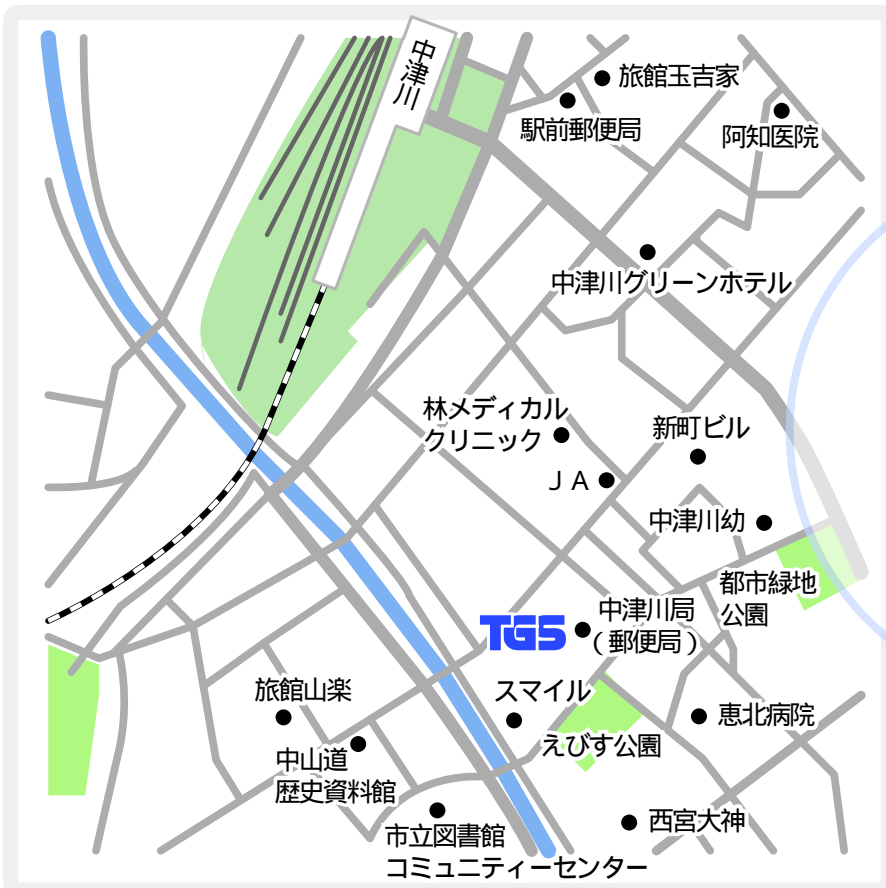 中津川
旅館玉吉家
駅前郵便局
阿知医院
中津川グリーンホテル
林メディカル
クリニック
新町ビル
ＪＡ
中津川幼
都市緑地
公園
中津川局
（郵便局）
TGS
スマイル
旅館山楽
恵北病院
えびす公園
中山道
歴史資料館
市立図書館
コミュニティーセンター
西宮大神